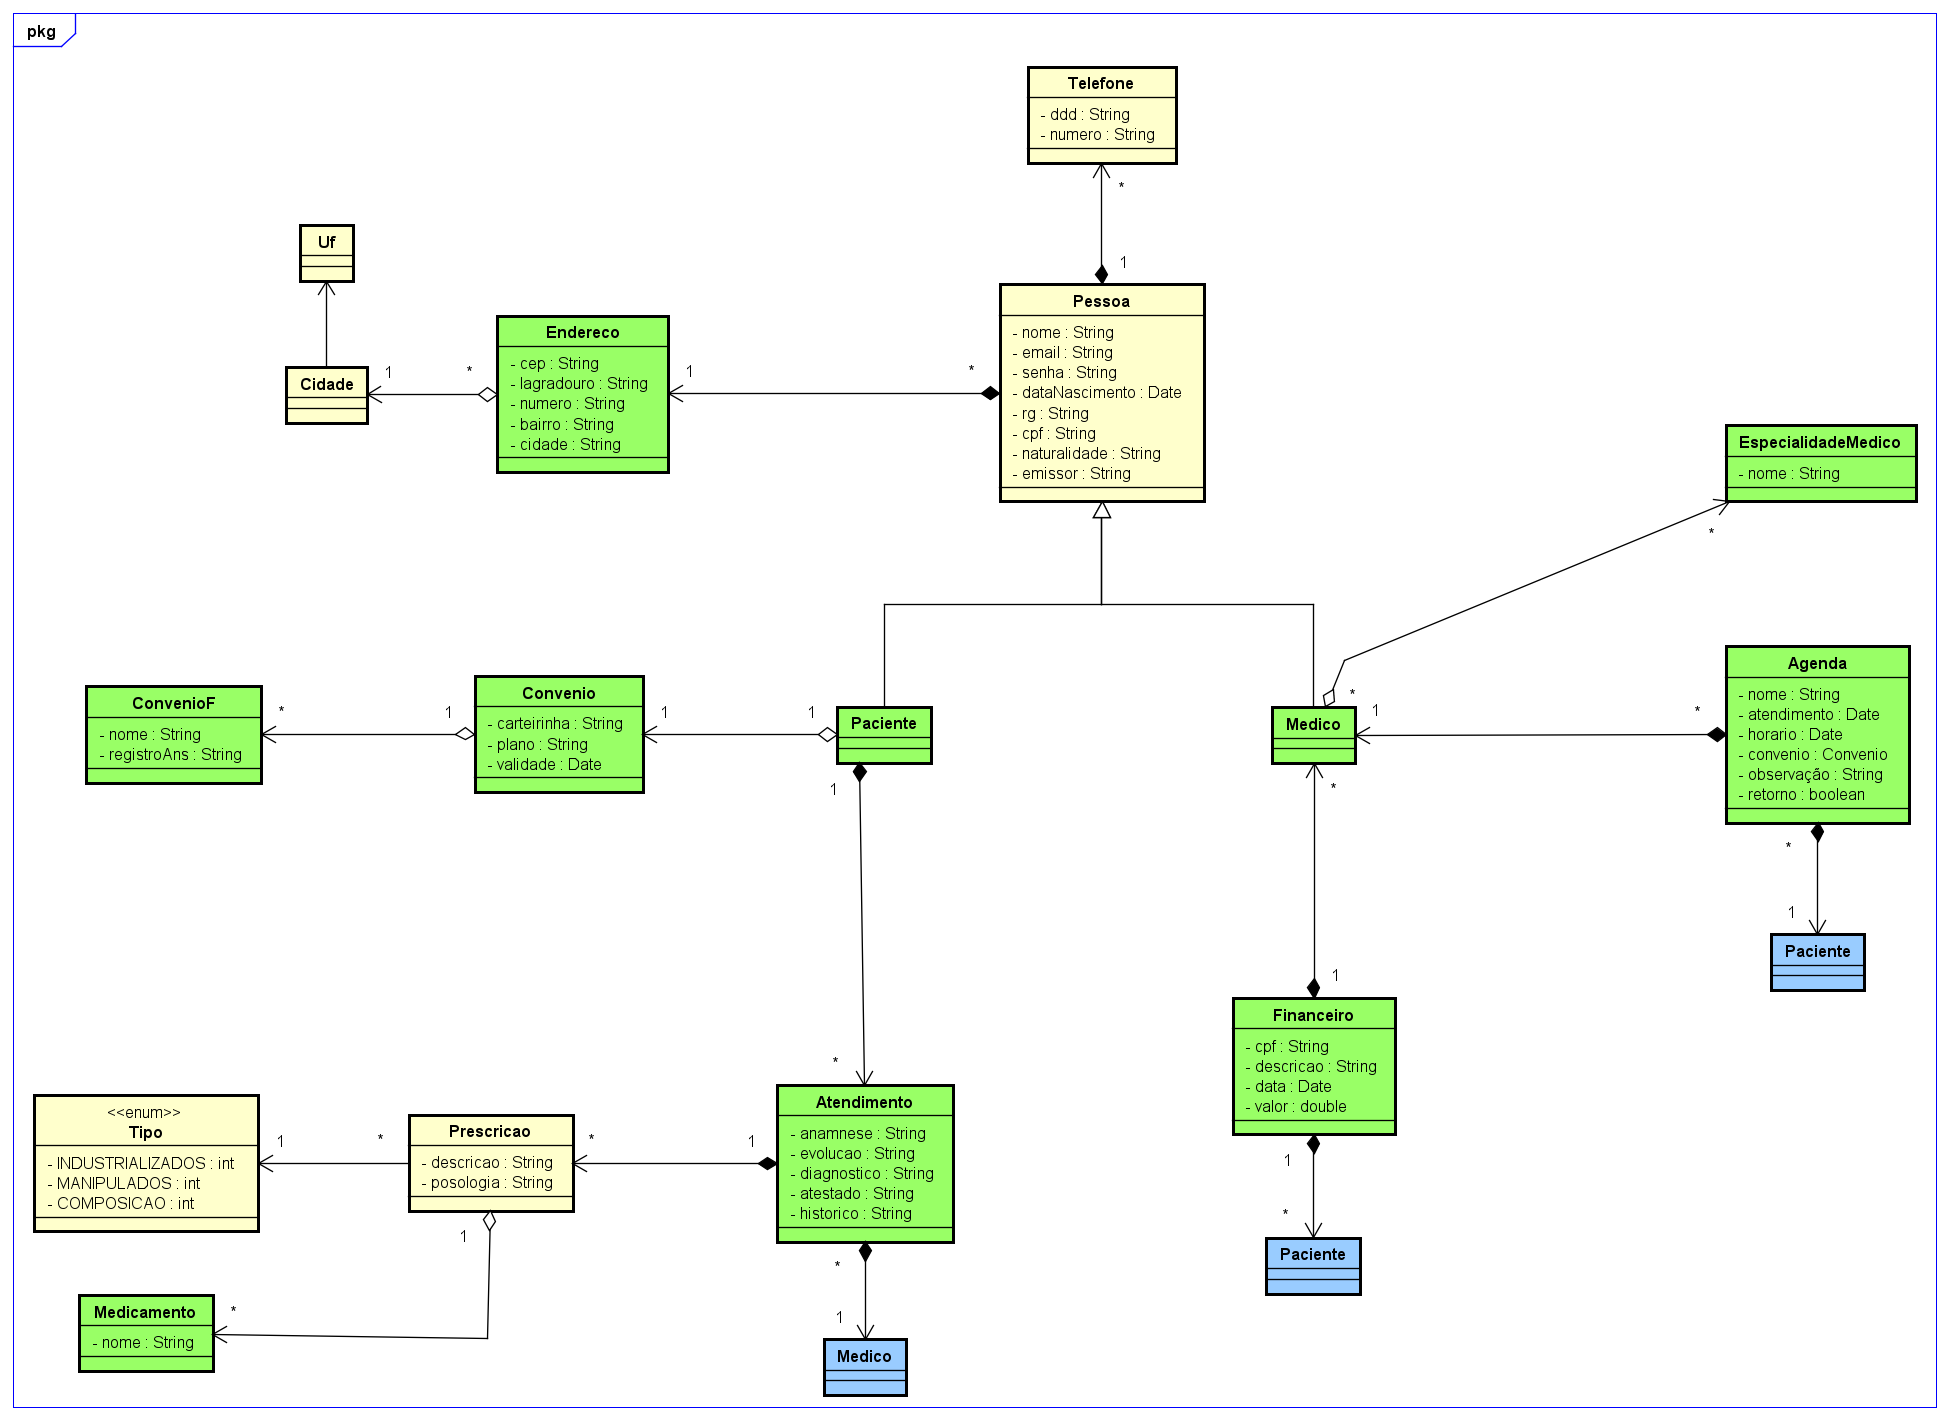 pkg
Telefone
- ddd : String
- numero : String
*
1
Uf
Pessoa
- nome : String
- email : String
- senha : String
- dataNascimento : Date
- rg : String
- cpf : String
- naturalidade : String
- emissor : String
Endereco
- cep : String
- lagradouro : String
- numero : String
- bairro : String
- cidade : String
1
*
Cidade
1
*
EspecialidadeMedico
- nome : String
*
ConvenioF
- nome : String
- registroAns : String
*
1
Convenio
- carteirinha : String
- plano : String
- validade : Date
1
1
Paciente
1
Medico
*
1
*
*
Agenda
- nome : String
- atendimento : Date
- horario : Date
- convenio : Convenio
- observação : String
- retorno : boolean
*
1
Paciente
1
Financeiro
- cpf : String
- descricao : String
- data : Date
- valor : double
1
*
Paciente
*
Atendimento
- anamnese : String
- evolucao : String
- diagnostico : String
- atestado : String
- historico : String
<<enum>>
Tipo
- INDUSTRIALIZADOS : int
- MANIPULADOS : int
- COMPOSICAO : int
1
*
Prescricao
- descricao : String
- posologia : String
*
1
1
*
Medicamento
- nome : String
*
1
Medico